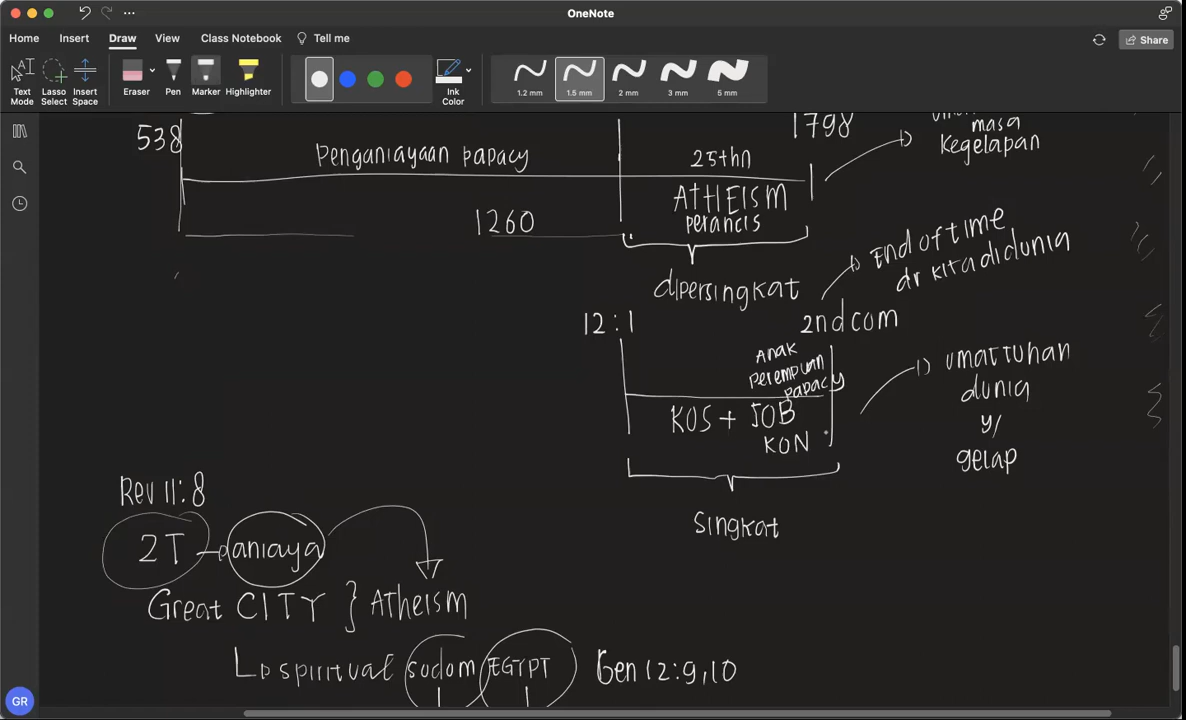 OneNote
Home Insert Draw View Class Notebook Tell me
Share
Text Mode
Lasso Select
Insert Space
Eraser
Pen
Marker
Highlighter
Ink Color
1.2 mm
1.5 mm
2 mm
3 mm
5 mm
538
1798
masa
kegelapan
Penganiayaan papacy
25thn
ATHEISM
perancis
1260
dipersingkat
End of time
dr kita di dunia
12:1
2nd com
Anak
perempuan
papacy
KOS + JOB
KON
1) umat tuhan
dunia
y/
gelap
singkat
Rev 11:8
2T aniaya
Great CITY } Atheism
spiritual sodom EGYPT Gen 12:9,10
GR